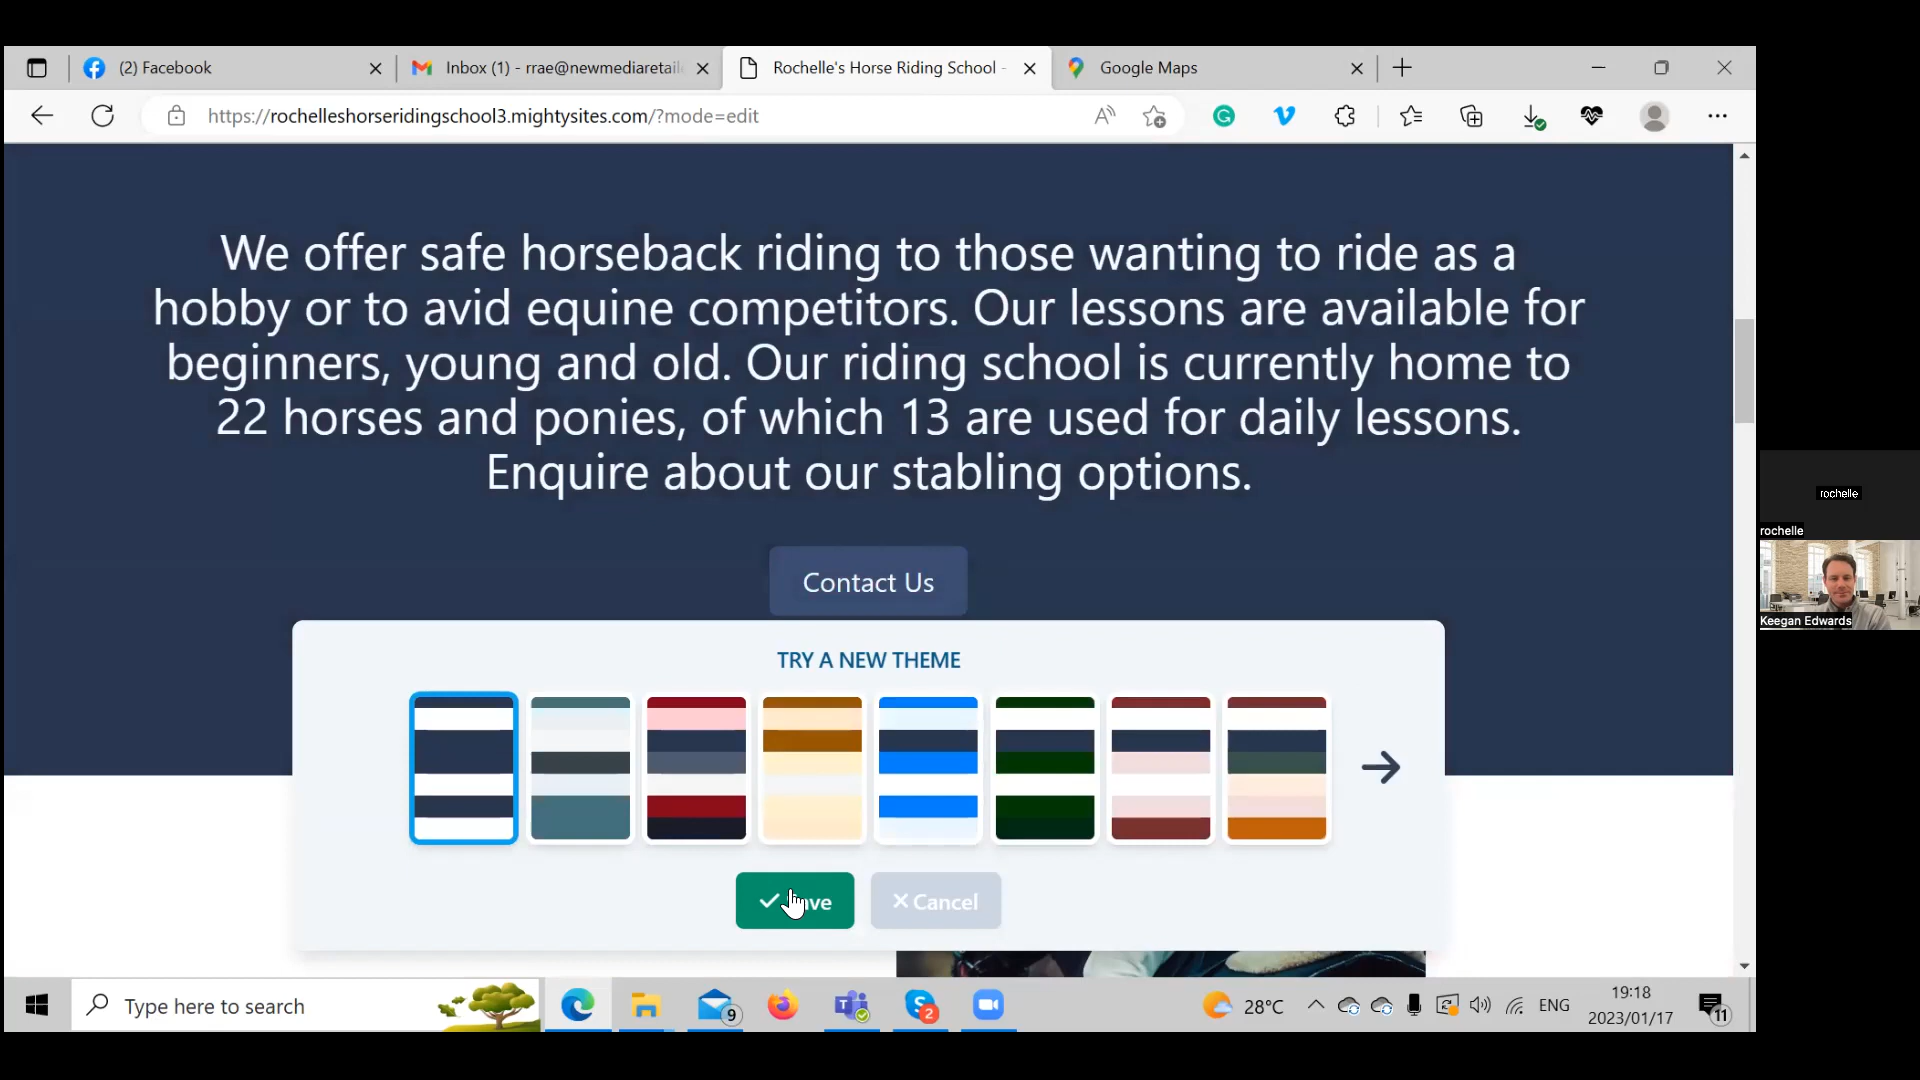 (2) Facebook
Inbox (1) - rrae@newmediaretail
Rochelle's Horse Riding School -
Google Maps
https://rochelleshorseridingschool3.mightysites.com/?mode=edit
We offer safe horseback riding to those wanting to ride as a
hobby or to avid equine competitors. Our lessons are available for
beginners, young and old. Our riding school is currently home to
22 horses and ponies, of which 13 are used for daily lessons.
Enquire about our stabling options.
Contact Us
rochelle
rochelle
Keegan Edwards
TRY A NEW THEME
Cancel
Type here to search
9
2
28°C
ENG
19:18
2023/01/17
11